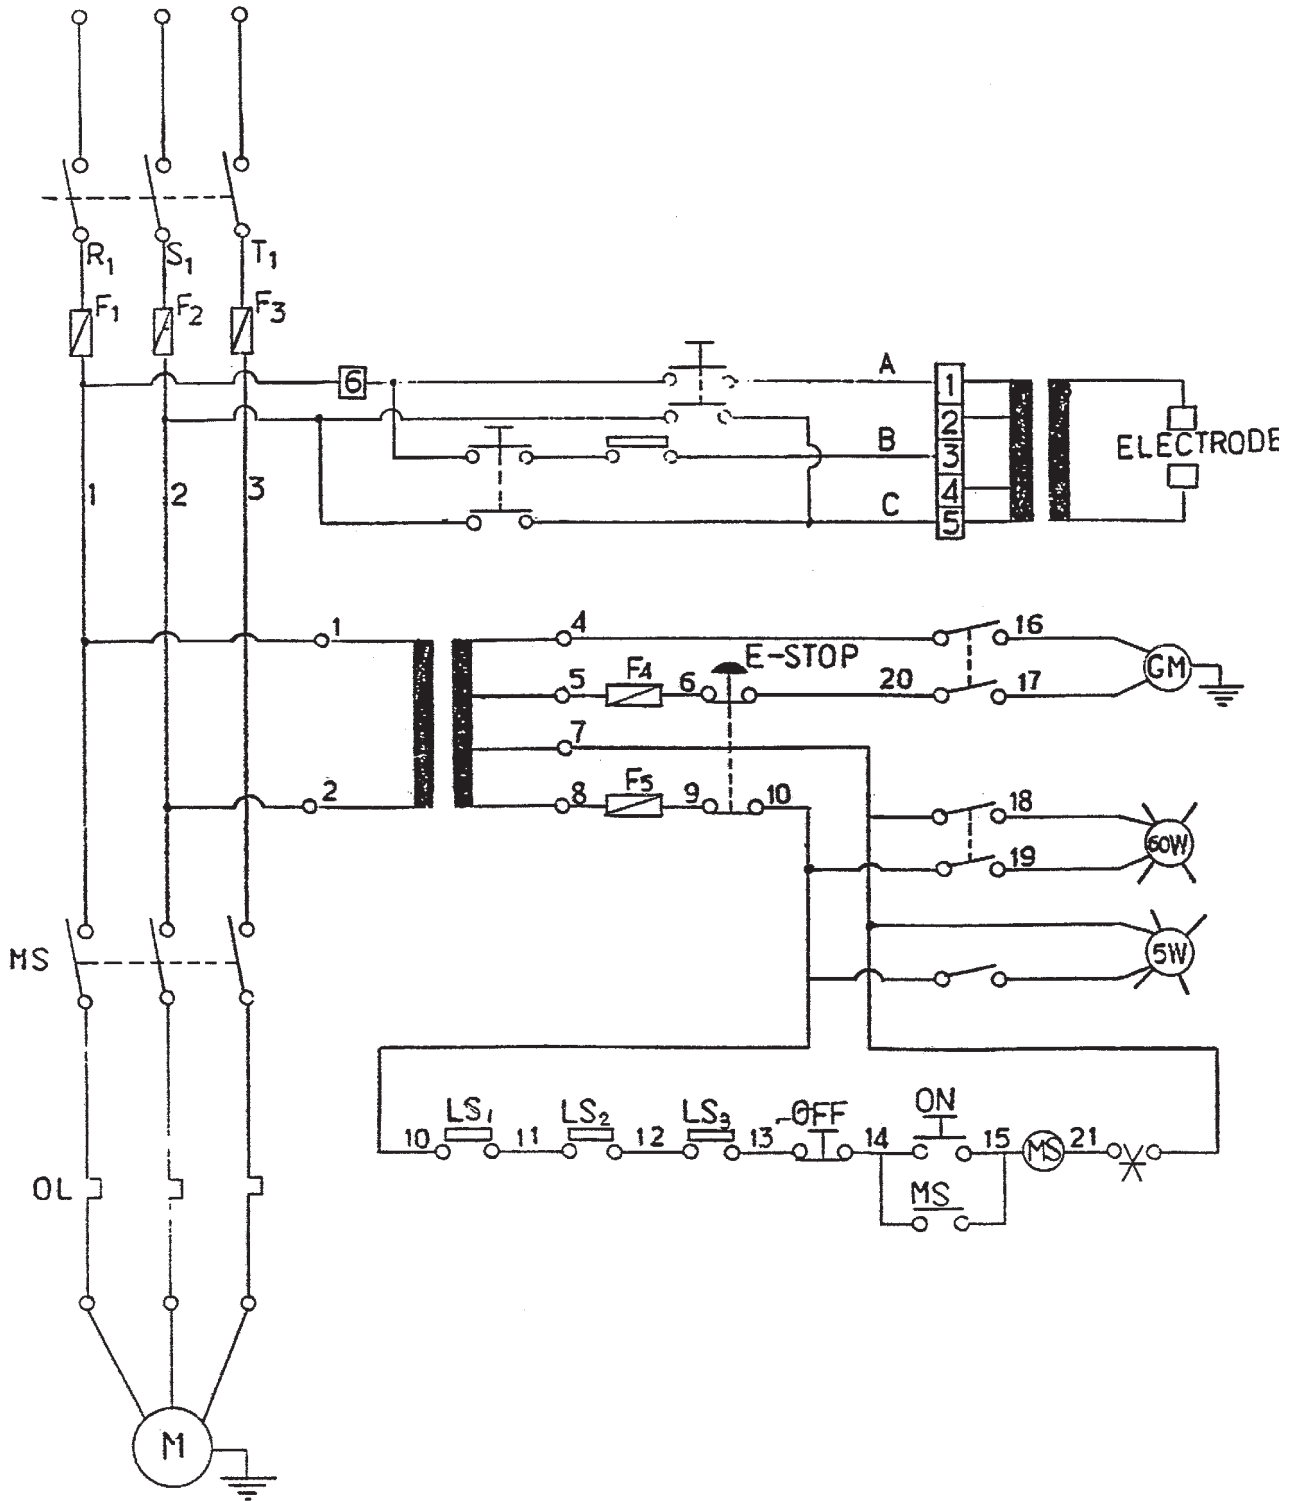 R1 S1 T1
F1 F2 F3
6 A 1
2
ELECTRODE
B 3
1 2 3
4
C 5
1 4 16
E-STOP
F4 GM
5 6 20 17
7
F5
2 8 9 10 18
60W
19
MS 5W
LS1 LS2 LS3 OFF ON
10 11 12 13 14 15 MS 21
OL MS
M